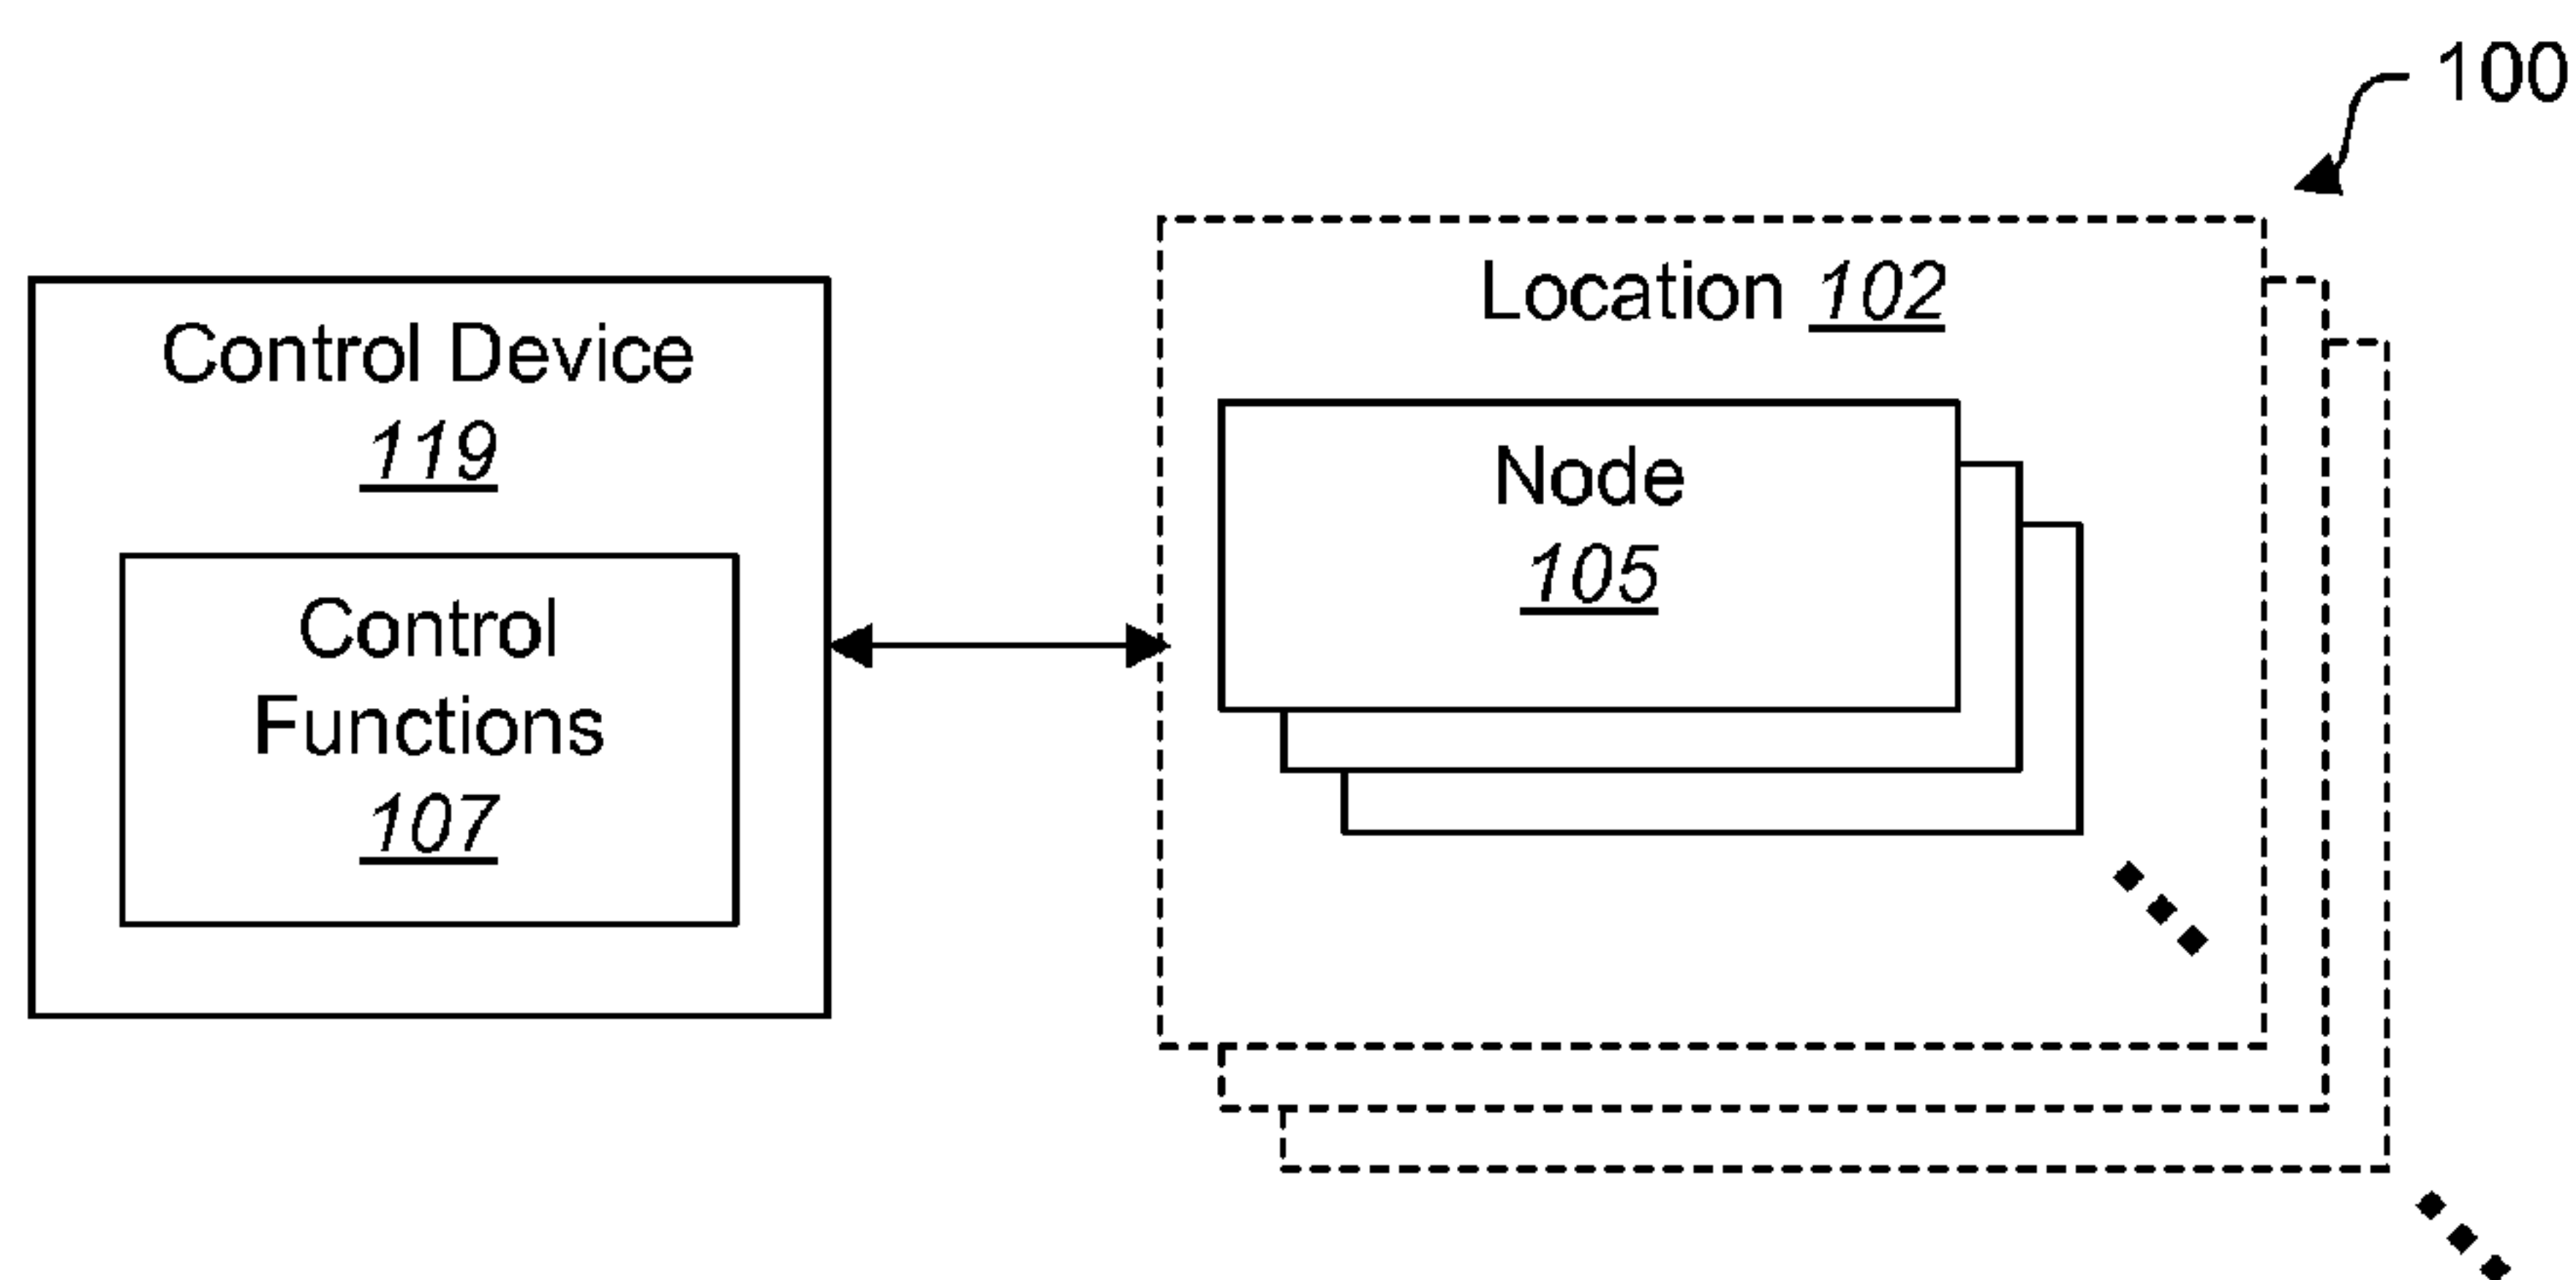 100
Control Device
119
Control
Functions
107
Location 102
Node
105